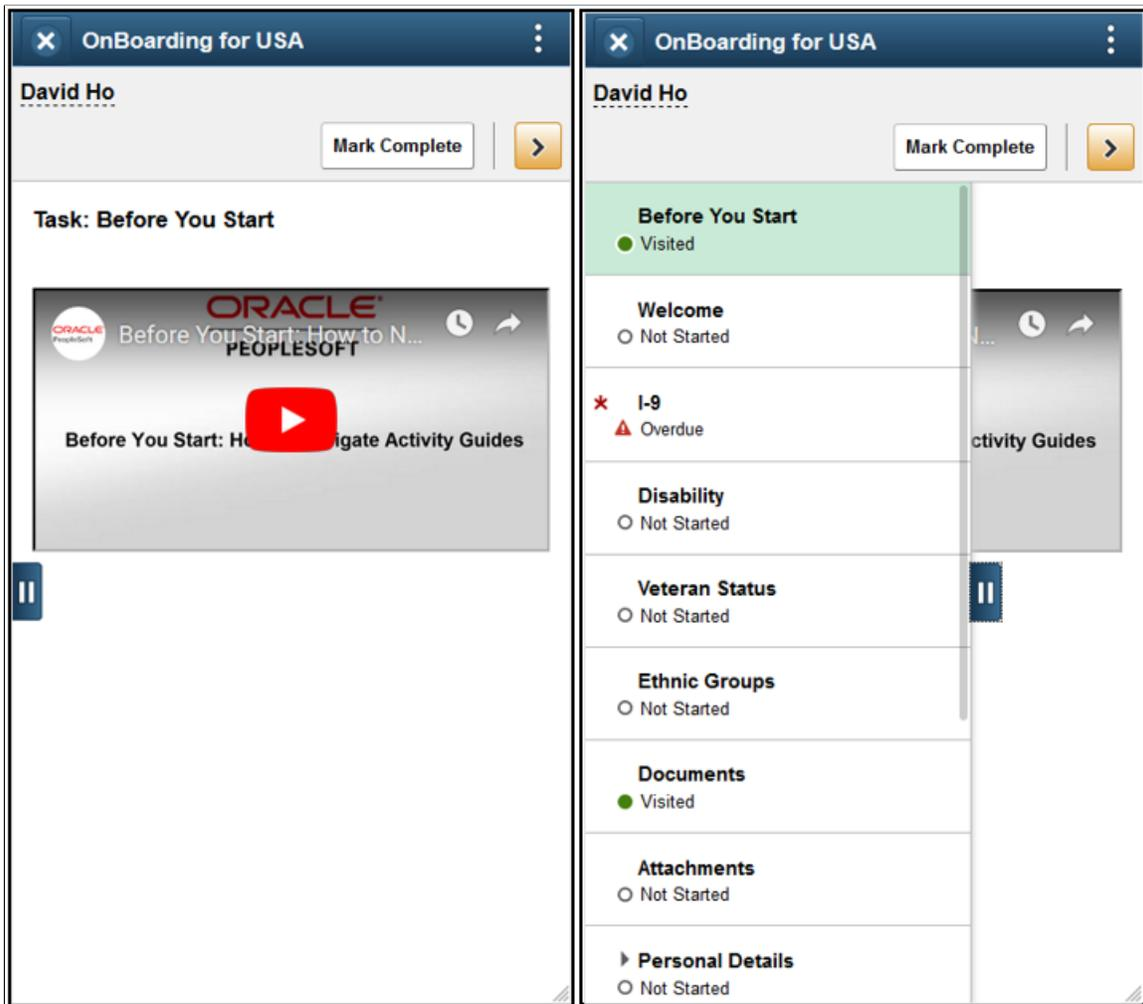 OnBoarding for USA
David Ho
Mark Complete
Task: Before You Start
ORACLE
PEOPLESOFT
ORACLE
PeopleSoft
Before You Start: How to N...
Before You Start: H
igate Activity Guides
OnBoarding for USA
David Ho
Mark Complete
Before You Start
Visited
Welcome
Not Started
* I-9
Overdue
Disability
Not Started
Veteran Status
Not Started
Ethnic Groups
Not Started
Documents
Visited
Attachments
Not Started
Personal Details
Not Started
N...
ctivity Guides